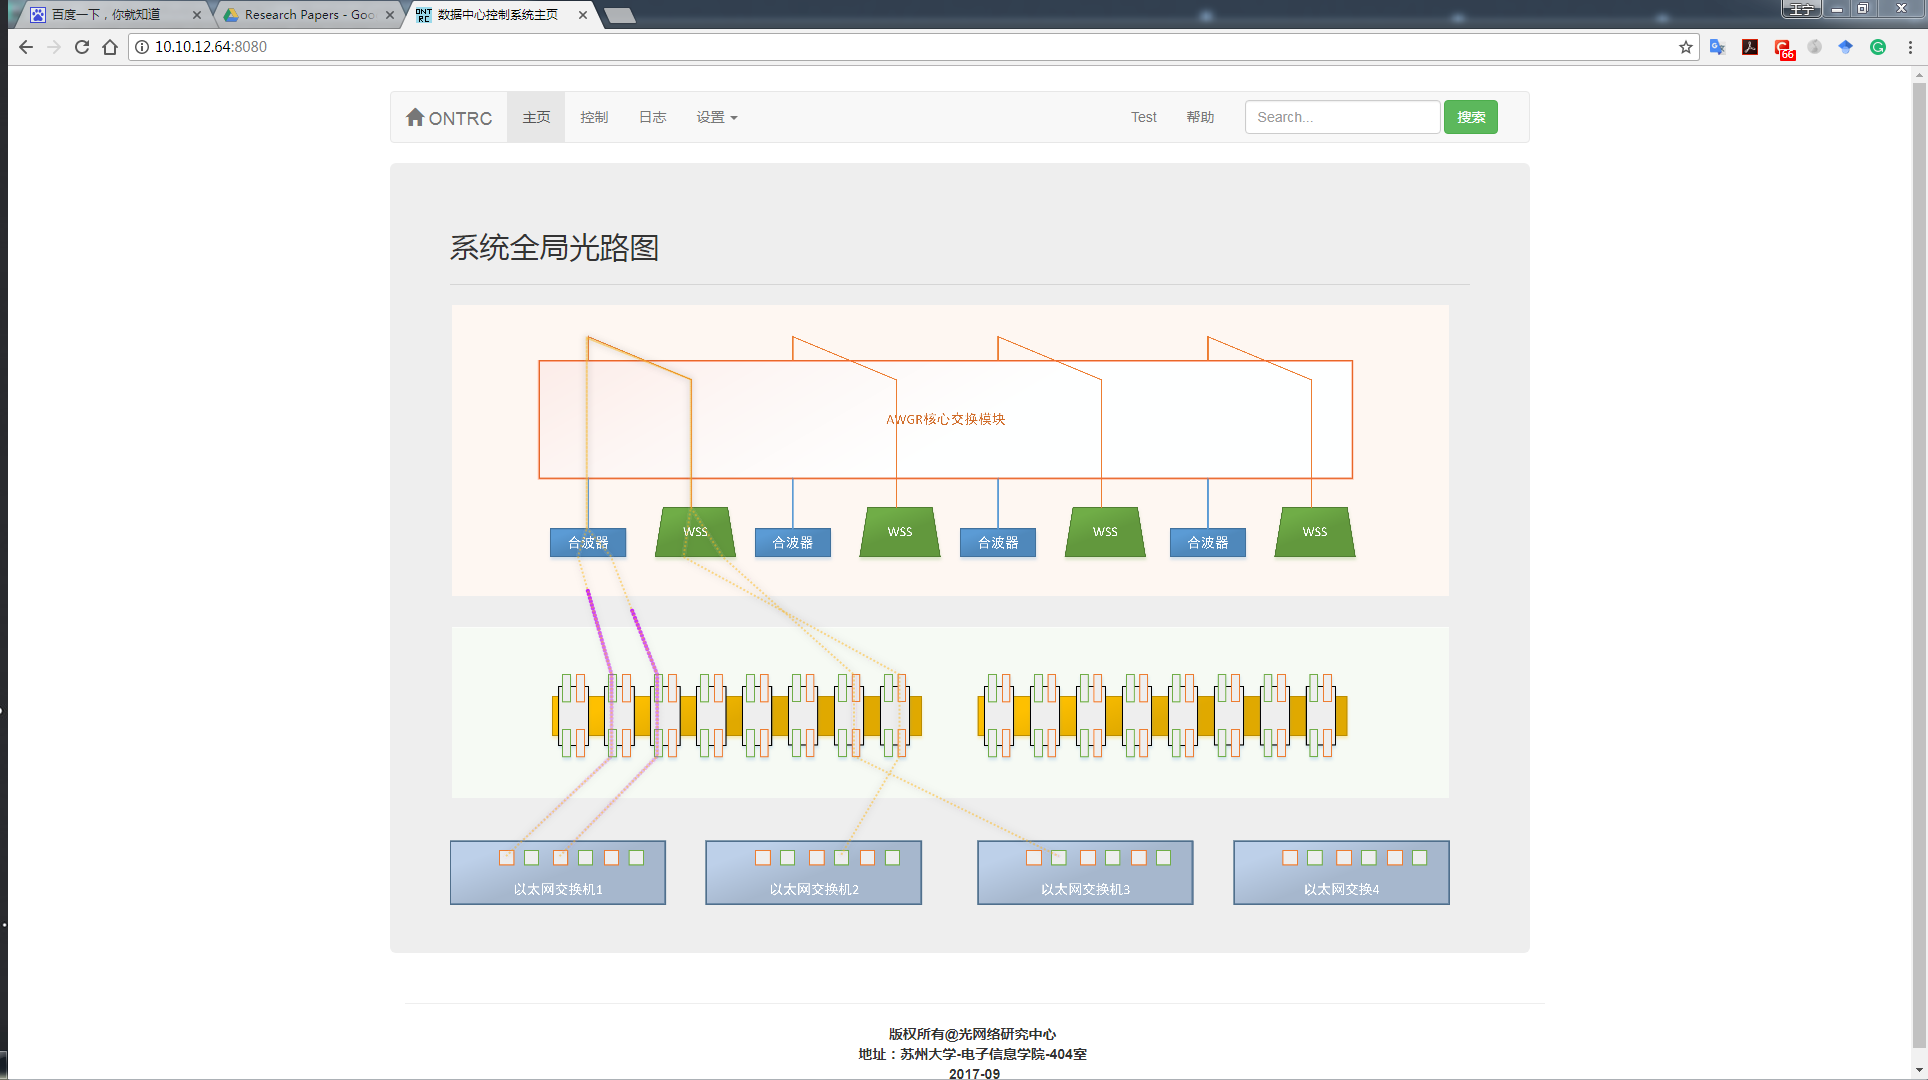 百度一下，你就知道
Research Papers - Goo
数据中心控制系统主页
王宁
10.10.12.64:8080
66
ONTRC
主页
控制
日志
设置
Test
帮助
Search...
搜索
系统全局光路图
AWGR核心交换模块
合波器
WSS
合波器
WSS
合波器
WSS
合波器
WSS
以太网交换机1
以太网交换机2
以太网交换机3
以太网交换4
版权所有@光网络研究中心
地址：苏州大学-电子信息学院-404室
2017-09